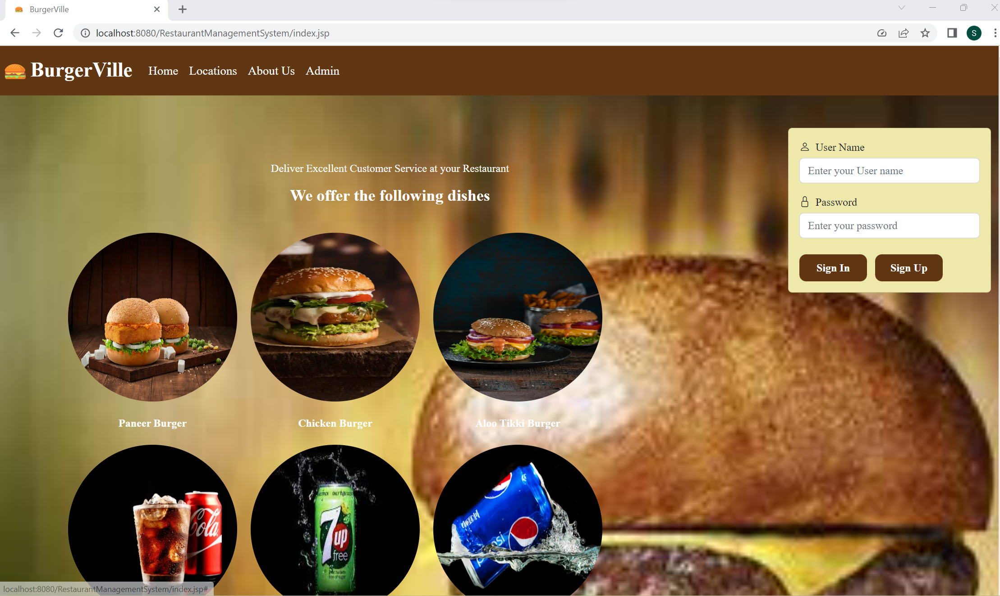 BurgerVille
localhost:8080/RestaurantManagementSystem/index.jsp
S
BurgerVille Home Locations About Us Admin
User Name
Enter your User name
Password
Enter your password
Sign In Sign Up
Deliver Excellent Customer Service at your Restaurant
We offer the following dishes
Paneer Burger Chicken Burger Aloo Tikki Burger
Cola
7up
free
pepsi
localhost:8080/RestaurantManagementSystem/index.jsp#